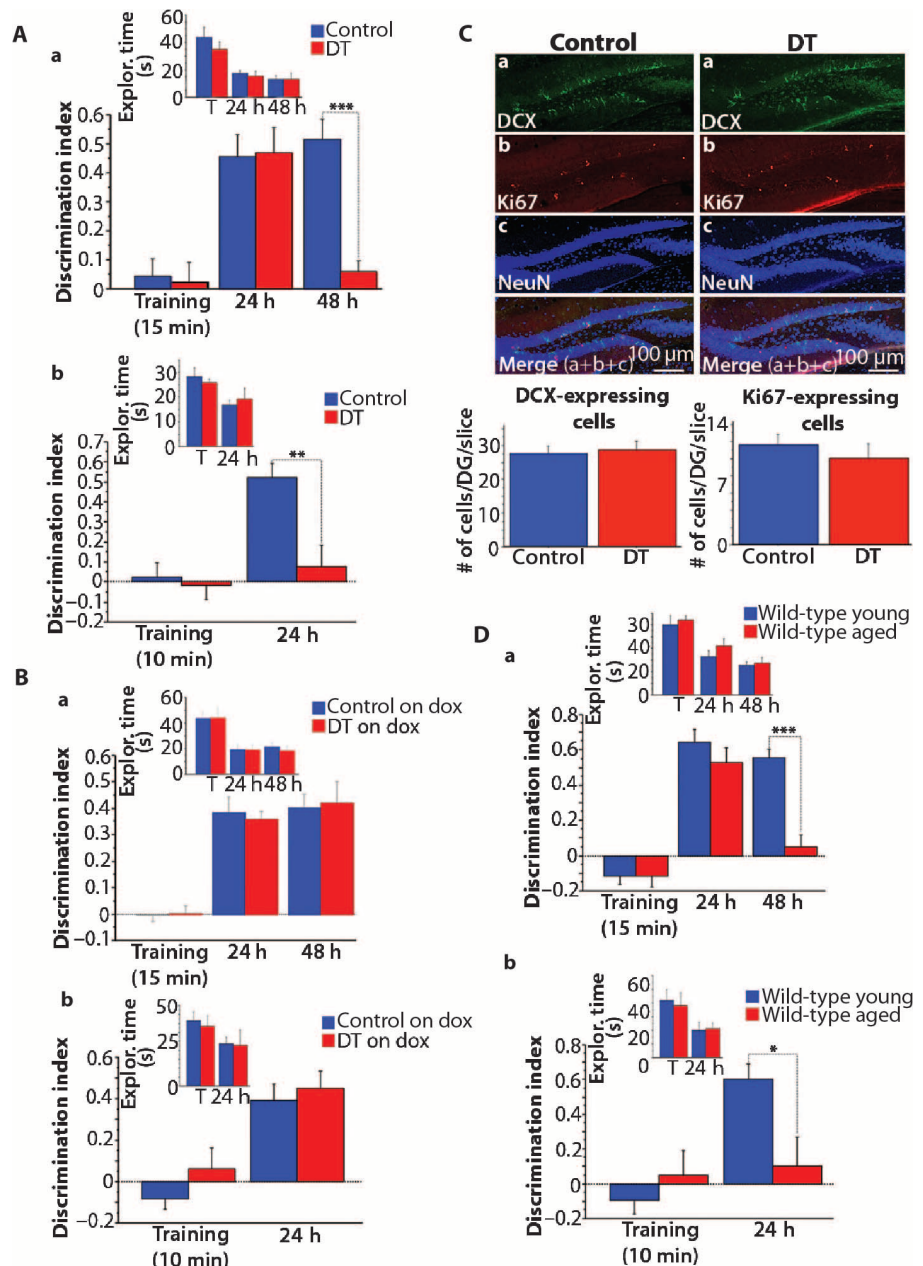 A
a
Explor. time
(s)
60
40
20
0
T 24 h 48 h
Control
DT
***
Discrimination index
0.6
0.5
0.4
0.3
0.2
0.1
0
Training
(15 min)
24 h
48 h
b
Explor. time
(s)
30
20
10
0
T 24 h
Control
DT
**
Discrimination index
0.6
0.5
0.4
0.3
0.2
0.1
0
−0.1
−0.2
Training
(10 min)
24 h
B
a
Explor. time
(s)
60
40
20
0
T 24 h 48 h
Control on dox
DT on dox
Discrimination index
0.6
0.5
0.4
0.3
0.2
0.1
0
−0.1
Training
(15 min)
24 h
48 h
b
Explor. time
(s)
50
25
0
T 24 h
Control on dox
DT on dox
Discrimination index
0.6
0.4
0.2
0
−0.2
Training
(10 min)
24 h
C
Control
DT
a
DCX
a
DCX
b
Ki67
b
Ki67
c
NeuN
c
NeuN
Merge (a+b+c)
100 μm
Merge (a+b+c)
100 μm
DCX-expressing
cells
# of cells/DG/slice
30
20
10
0
Control
DT
Ki67-expressing
cells
# of cells/DG/slice
12
7
0
Control
DT
D
a
Explor. time
(s)
30
40
20
0
T 24 h 48 h
Wild-type young
Wild-type aged
***
Discrimination index
0.8
0.6
0.4
0.2
0
−0.2
Training
(15 min)
24 h
48 h
b
Explor. time
(s)
60
40
20
0
T 24 h
Wild-type young
Wild-type aged
*
Discrimination index
0.8
0.6
0.4
0.2
0
−0.2
Training
(10 min)
24 h